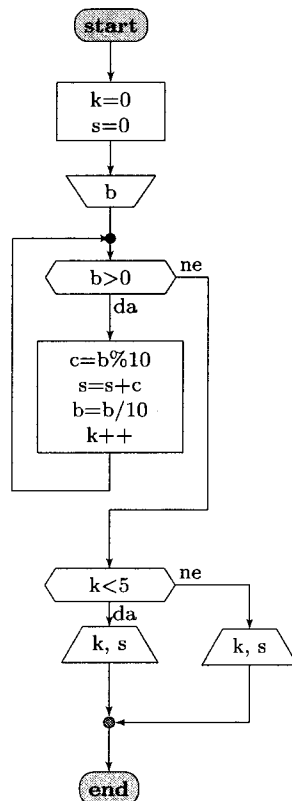 start
k=0
s=0
b
b>0
ne
da
c=b%10
s=s+c
b=b/10
k++
k<5
ne
da
k, s
k, s
end